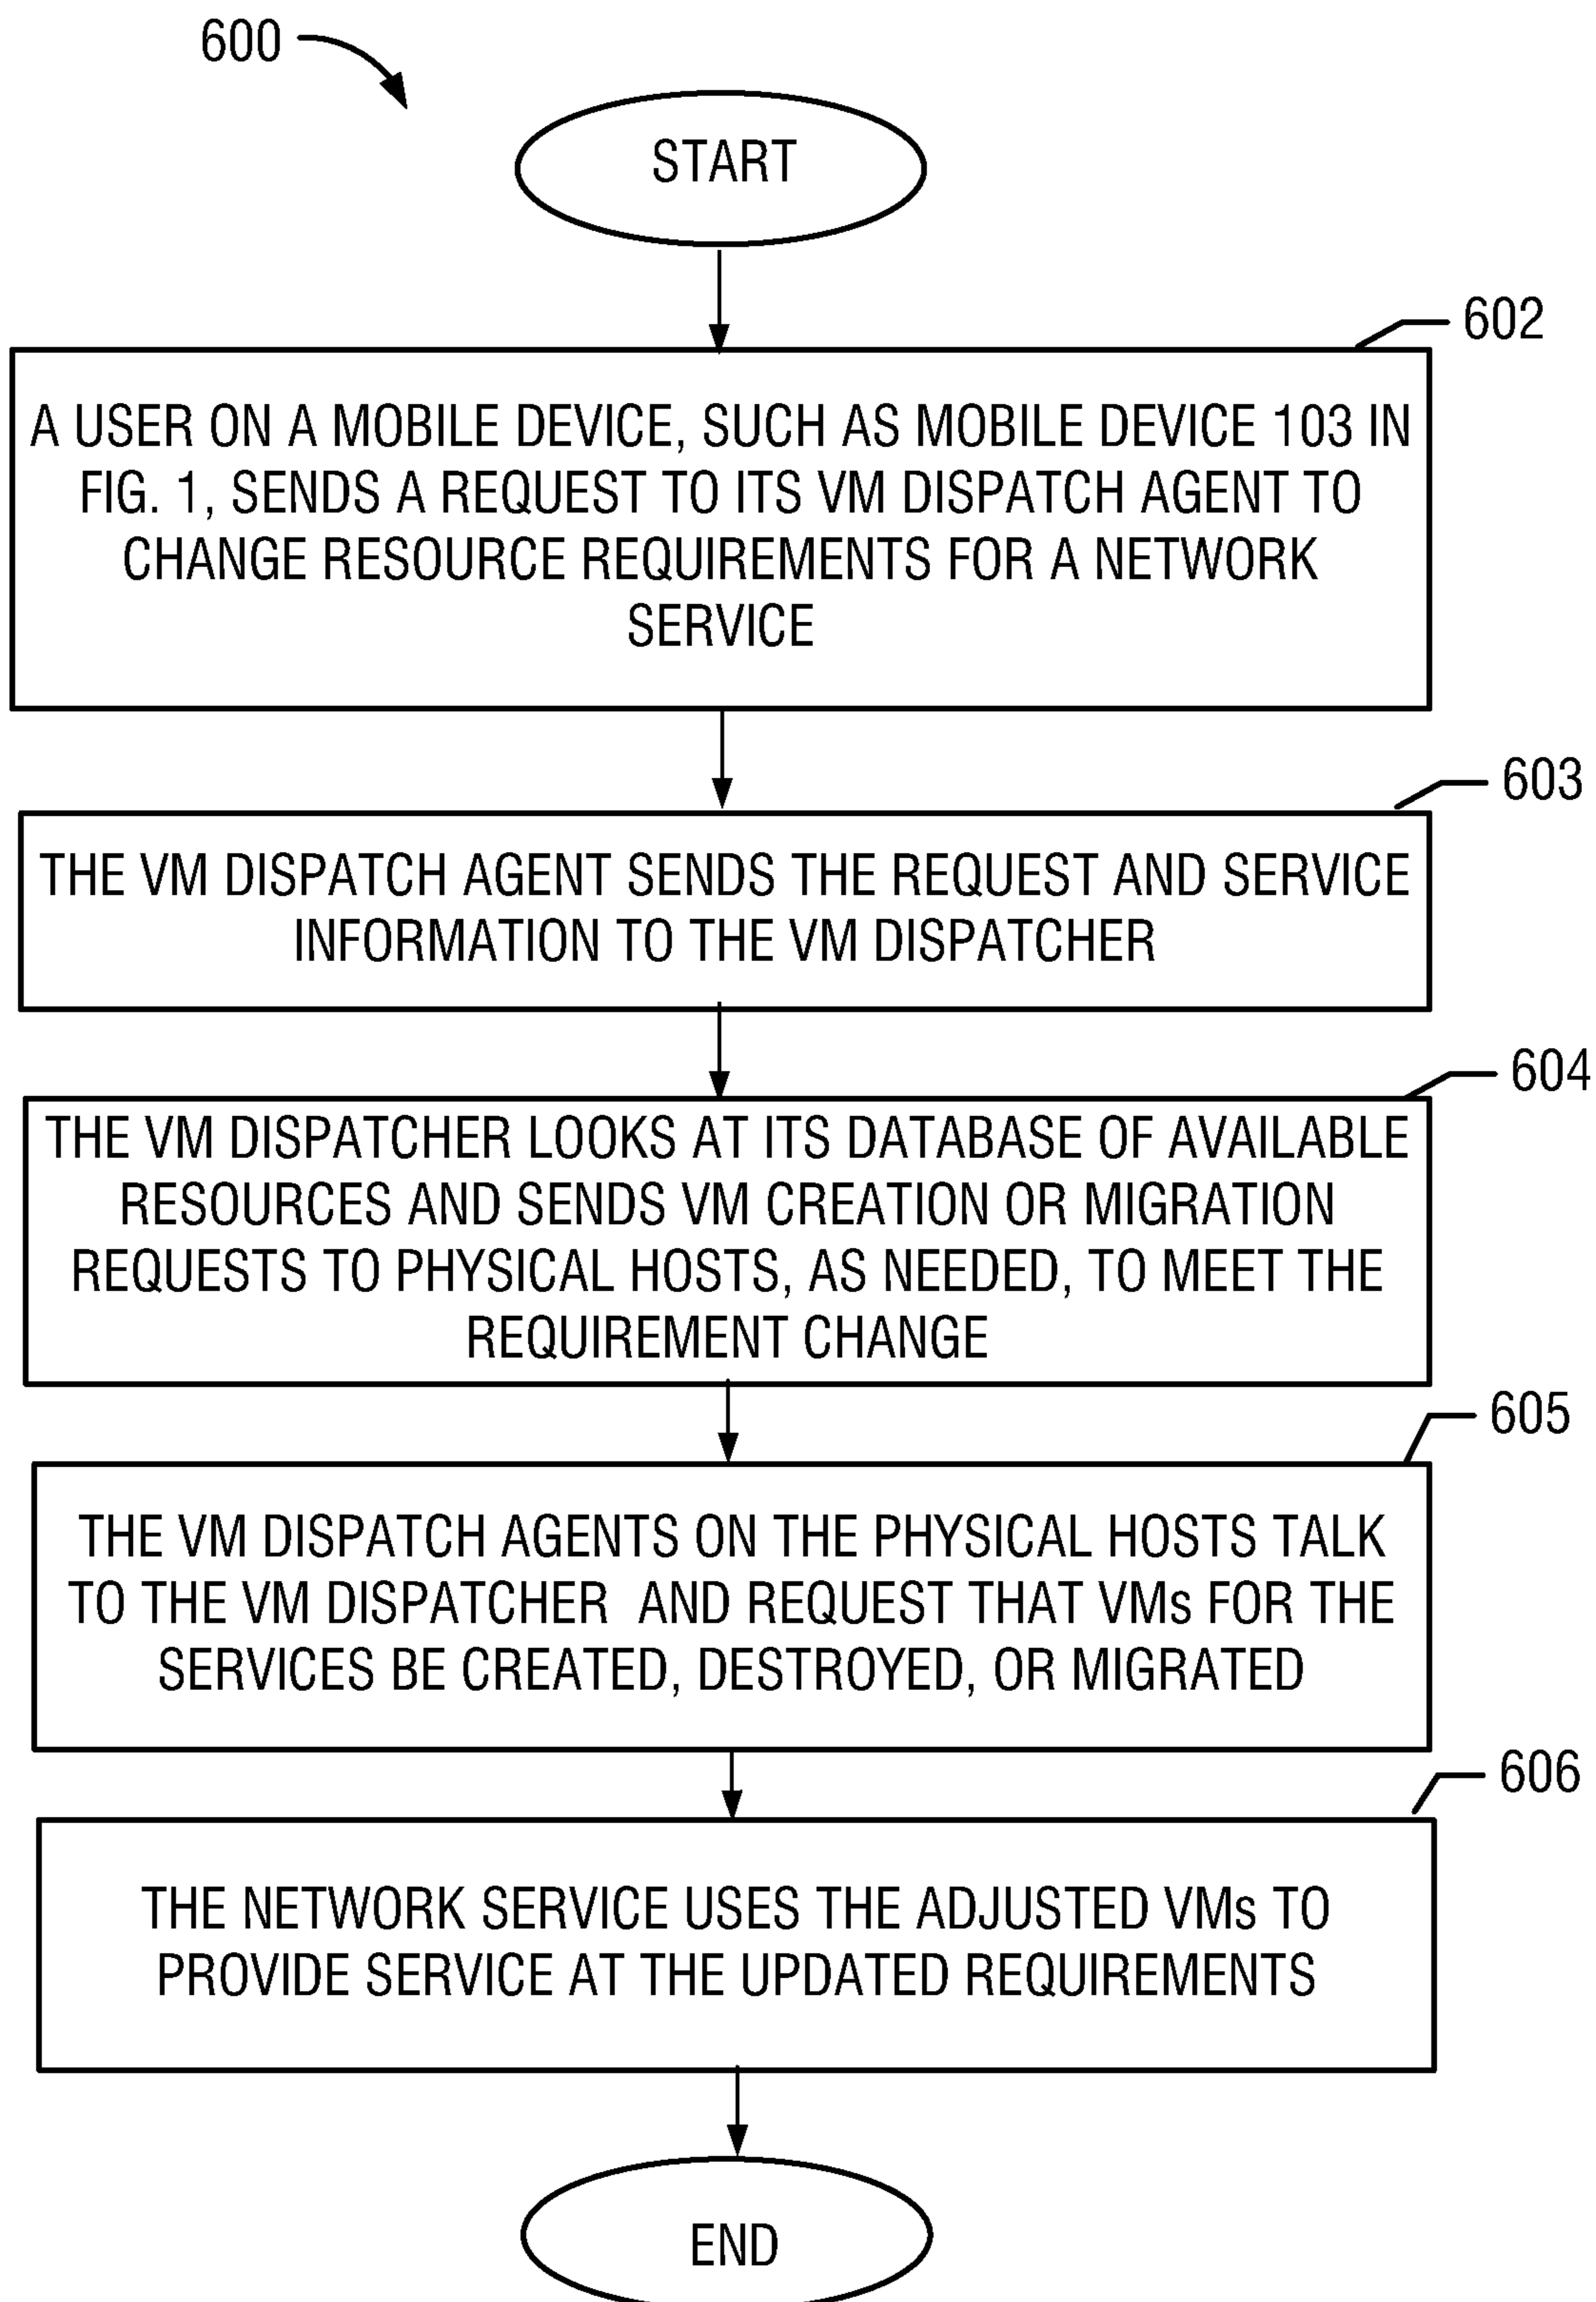 600
START
602
A USER ON A MOBILE DEVICE, SUCH AS MOBILE DEVICE 103 IN
FIG. 1, SENDS A REQUEST TO ITS VM DISPATCH AGENT TO
CHANGE RESOURCE REQUIREMENTS FOR A NETWORK
SERVICE
603
THE VM DISPATCH AGENT SENDS THE REQUEST AND SERVICE
INFORMATION TO THE VM DISPATCHER
604
THE VM DISPATCHER LOOKS AT ITS DATABASE OF AVAILABLE
RESOURCES AND SENDS VM CREATION OR MIGRATION
REQUESTS TO PHYSICAL HOSTS, AS NEEDED, TO MEET THE
REQUIREMENT CHANGE
605
THE VM DISPATCH AGENTS ON THE PHYSICAL HOSTS TALK
TO THE VM DISPATCHER  AND REQUEST THAT VMs FOR THE
SERVICES BE CREATED, DESTROYED, OR MIGRATED
606
THE NETWORK SERVICE USES THE ADJUSTED VMs TO
PROVIDE SERVICE AT THE UPDATED REQUIREMENTS
END